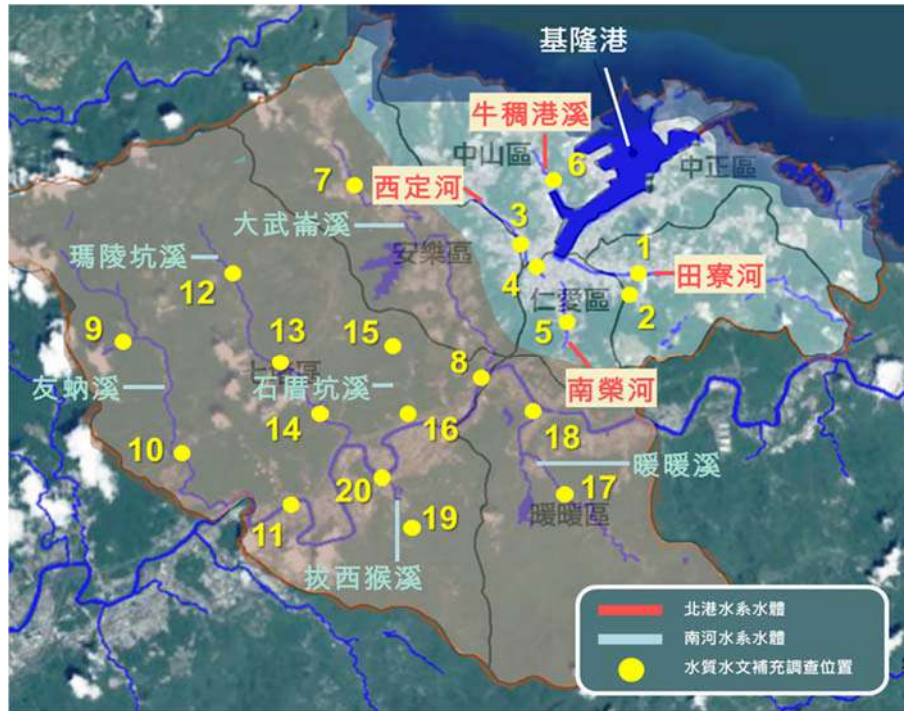 基隆港
牛稠港溪
中山區
6
中正區
7
西定河
大武崙溪
3
安樂區
瑪陵坑溪
1
4
田寮河
12
仁愛區
2
9
13
15
5
8
七堵區
友蚋溪
石厝坑溪
南榮河
14
16
18
10
暖暖溪
20
17
11
19
暖暖區
拔西猴溪
北港水系水體
南河水系水體
水質水文補充調查位置